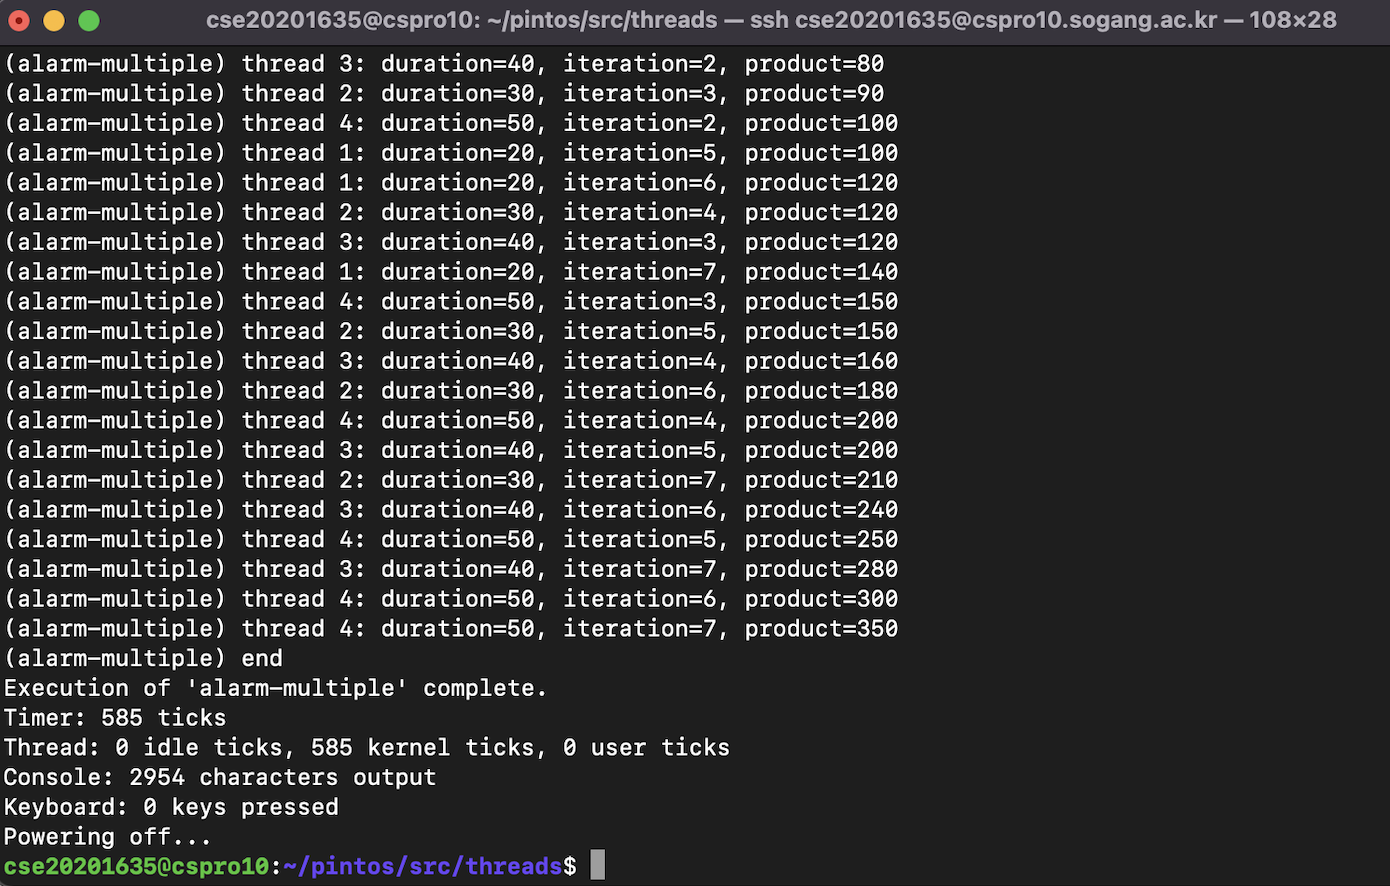 cse20201635@cspro10: ~/pintos/src/threads — ssh cse20201635@cspro10.sogang.ac.kr — 108×28
(alarm-multiple) thread 3: duration=40, iteration=2, product=80
(alarm-multiple) thread 2: duration=30, iteration=3, product=90
(alarm-multiple) thread 4: duration=50, iteration=2, product=100
(alarm-multiple) thread 1: duration=20, iteration=5, product=100
(alarm-multiple) thread 1: duration=20, iteration=6, product=120
(alarm-multiple) thread 2: duration=30, iteration=4, product=120
(alarm-multiple) thread 3: duration=40, iteration=3, product=120
(alarm-multiple) thread 1: duration=20, iteration=7, product=140
(alarm-multiple) thread 4: duration=50, iteration=3, product=150
(alarm-multiple) thread 2: duration=30, iteration=5, product=150
(alarm-multiple) thread 3: duration=40, iteration=4, product=160
(alarm-multiple) thread 2: duration=30, iteration=6, product=180
(alarm-multiple) thread 4: duration=50, iteration=4, product=200
(alarm-multiple) thread 3: duration=40, iteration=5, product=200
(alarm-multiple) thread 2: duration=30, iteration=7, product=210
(alarm-multiple) thread 3: duration=40, iteration=6, product=240
(alarm-multiple) thread 4: duration=50, iteration=5, product=250
(alarm-multiple) thread 3: duration=40, iteration=7, product=280
(alarm-multiple) thread 4: duration=50, iteration=6, product=300
(alarm-multiple) thread 4: duration=50, iteration=7, product=350
(alarm-multiple) end
Execution of 'alarm-multiple' complete.
Timer: 585 ticks
Thread: 0 idle ticks, 585 kernel ticks, 0 user ticks
Console: 2954 characters output
Keyboard: 0 keys pressed
Powering off...
cse20201635@cspro10:~/pintos/src/threads$